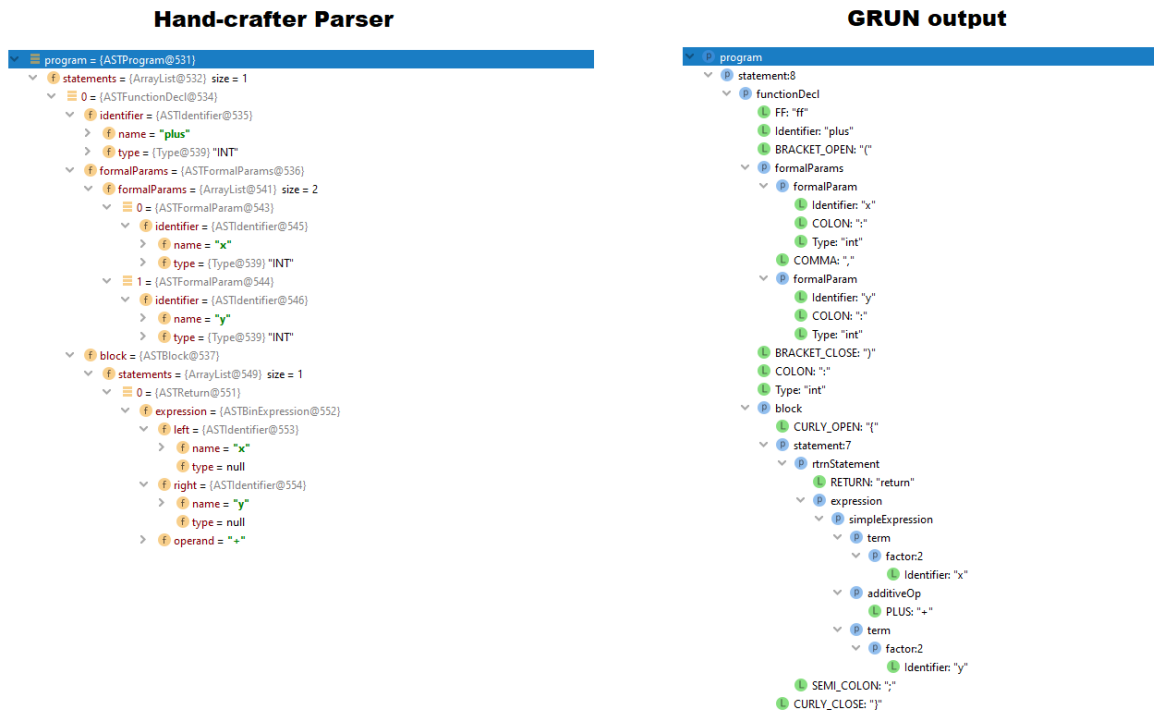 Hand-crafter Parser
program = {ASTProgram@531}
f statements = {ArrayList@532} size = 1
0 = {ASTFunctionDecl@534}
f identifier = {ASTIdentifier@535}
f name = "plus"
f type = {Type@539} "INT"
f formalParams = {ASTFormalParams@536}
f formalParams = {ArrayList@541} size = 2
0 = {ASTFormalParam@543}
f identifier = {ASTIdentifier@545}
f name = "x"
f type = {Type@539} "INT"
1 = {ASTFormalParam@544}
f identifier = {ASTIdentifier@546}
f name = "y"
f type = {Type@539} "INT"
f block = {ASTBlock@537}
f statements = {ArrayList@549} size = 1
0 = {ASTReturn@551}
f expression = {ASTBinExpression@552}
f left = {ASTIdentifier@553}
f name = "x"
f type = null
f right = {ASTIdentifier@554}
f name = "y"
f type = null
f operand = "+"
GRUN output
P program
P statement:8
P functionDecl
L FF: "ff"
L Identifier: "plus"
L BRACKET_OPEN: "("
P formalParams
P formalParam
L Identifier: "x"
L COLON: ":"
L Type: "int"
L COMMA: ","
P formalParam
L Identifier: "y"
L COLON: ":"
L Type: "int"
L BRACKET_CLOSE: ")"
L COLON: ":"
L Type: "int"
P block
L CURLY_OPEN: "{"
P statement:7
P rtrnStatement
L RETURN: "return"
P expression
P simpleExpression
P term
P factor:2
L Identifier: "x"
P additiveOp
L PLUS: "+"
P term
P factor:2
L Identifier: "y"
L SEMI_COLON: ";"
L CURLY_CLOSE: "}"